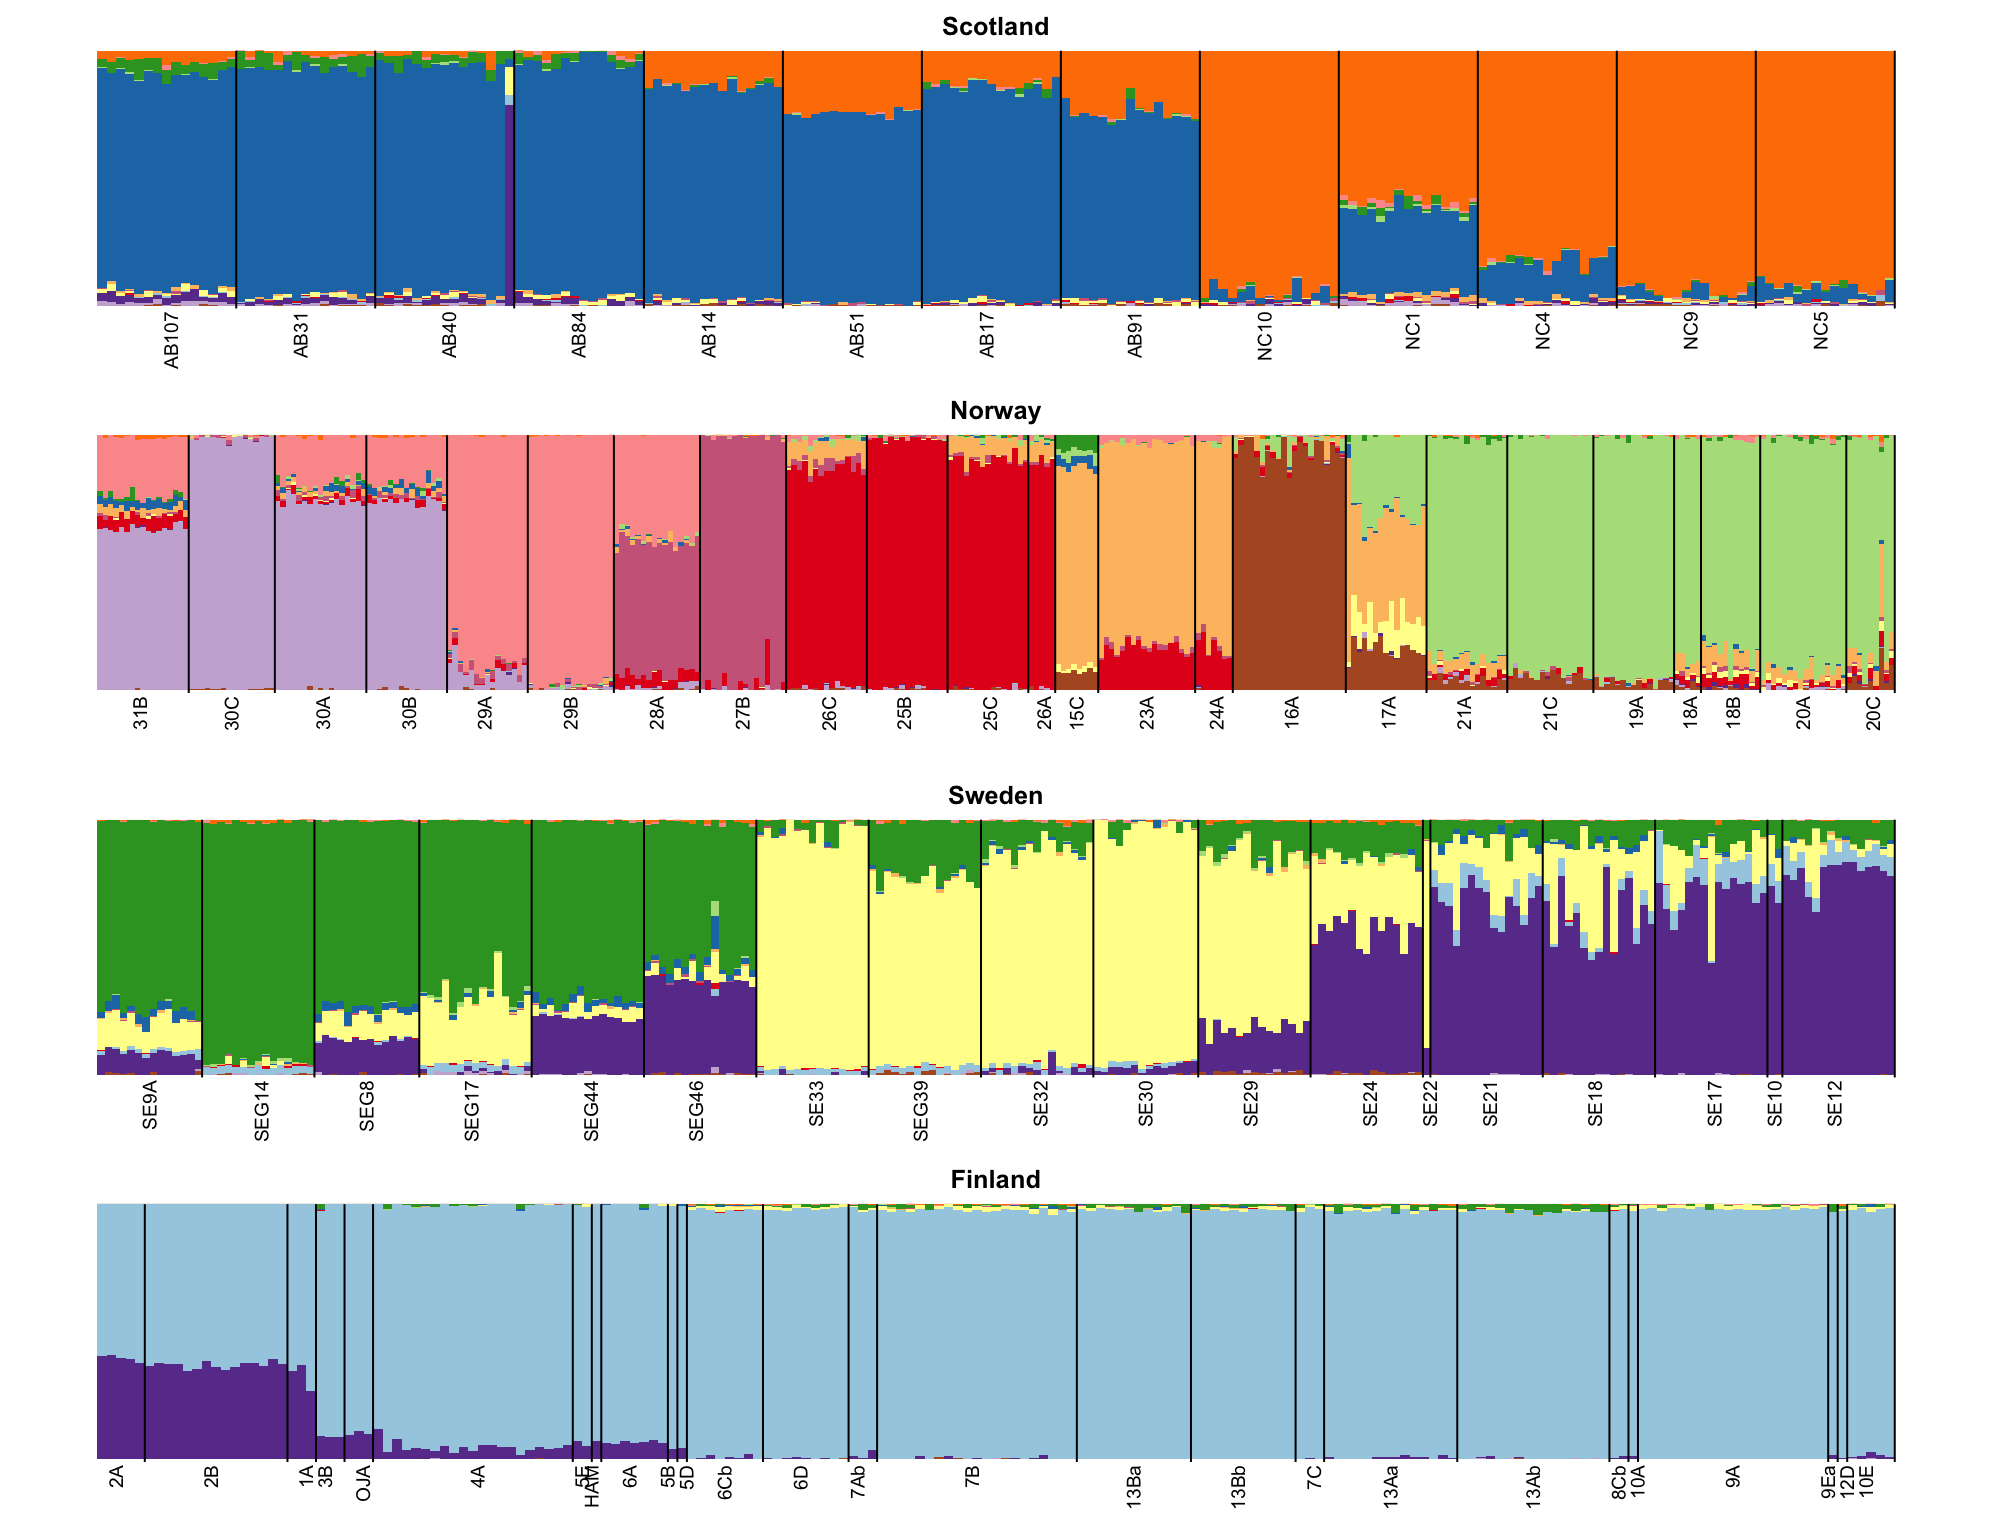 Scotland
AB107 AB31 AB40 AB84 AB14 AB51 AB17 AB91 NC10 NC1 NC4 NC9 NC5
Norway
31B 30C 30A 30B 29A 29B 28A 27B 26C 25B 25C 26A 15C 23A 24A 16A 17A 21A 21C 19A 18A 18B 20A 20C
Sweden
SE9A SEG14 SEG8 SEG17 SEG44 SEG46 SE33 SEG39 SE32 SE30 SE29 SE24 SE22 SE21 SE18 SE17 SE10 SE12
Finland
2A 2B 1A 3B OJA 4A 5E HAM 6A 5B 5D 6Cb 6D 7Ab 7B 13Ba 13Bb 7C 13Aa 13Ab 8Cb 10A 9A 9Ea 12D 10E